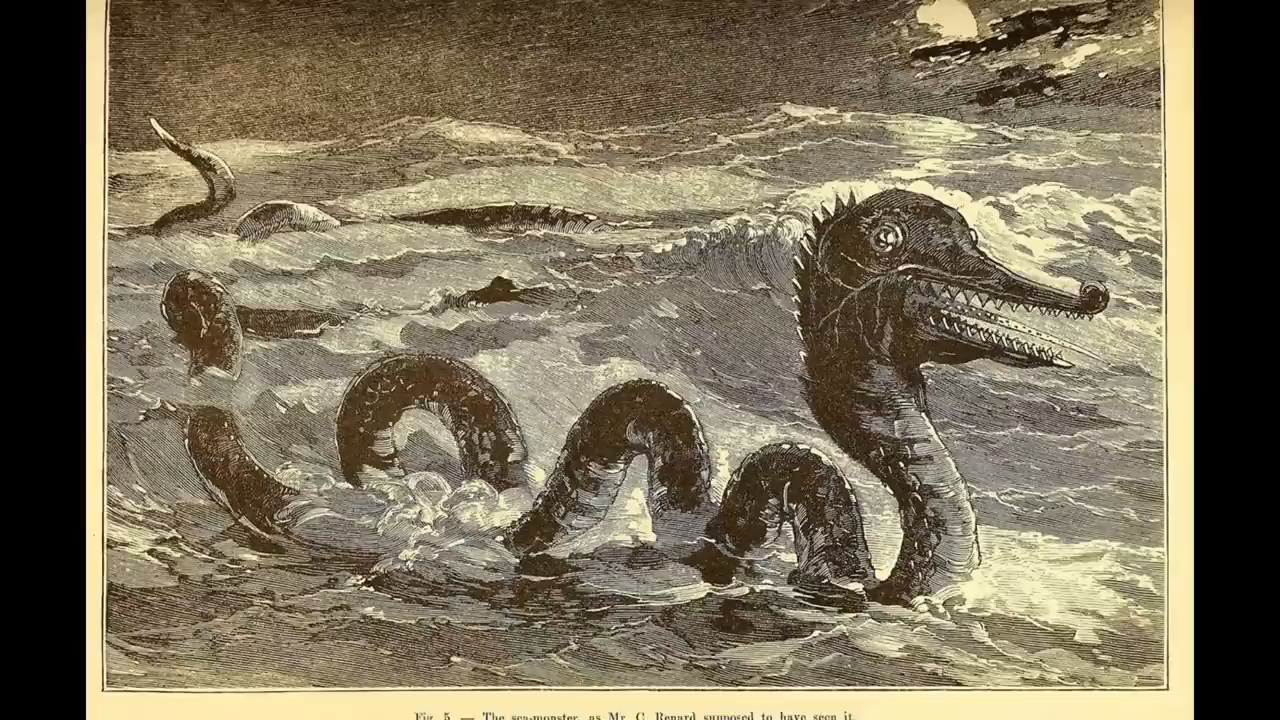 Fig. 5. — The sea-monster, as Mr. C. Renard supposed to have seen it.